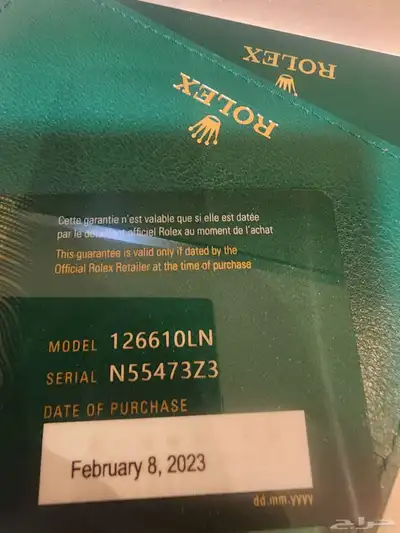 ROLEX
ROLEX
Cette garantie n'est valable que si elle est datée
par le détaillant officiel Rolex au moment de l'achat
This guarantee is valid only if dated by the
Official Rolex Retailer at the time of purchase
MODEL 126610LN
SERIAL N55473Z3
DATE OF PURCHASE
February 8, 2023
dd.mm.yyyy
حراج